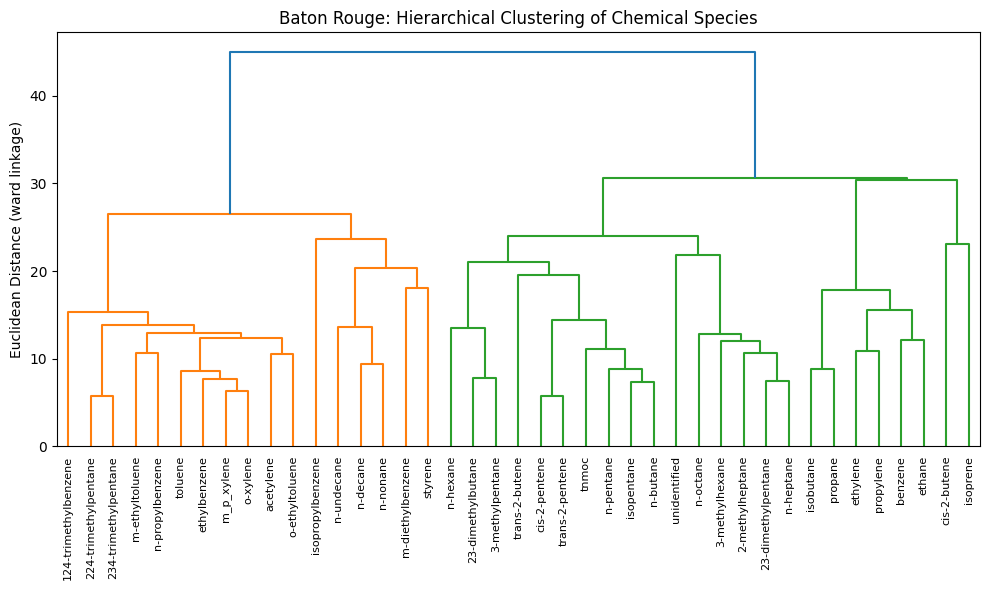 Baton Rouge: Hierarchical Clustering of Chemical Species
Euclidean Distance (ward linkage)
40
30
20
10
0
124-trimethylbenzene
224-trimethylpentane
234-trimethylpentane
m-ethyltoluene
n-propylbenzene
toluene
ethylbenzene
m_p_xylene
o-xylene
acetylene
o-ethyltoluene
isopropylbenzene
n-undecane
n-decane
n-nonane
m-diethylbenzene
styrene
n-hexane
23-dimethylbutane
3-methylpentane
trans-2-butene
cis-2-pentene
trans-2-pentene
tnmoc
n-pentane
isopentane
n-butane
unidentified
n-octane
3-methylhexane
2-methylheptane
23-dimethylpentane
n-heptane
isobutane
propane
ethylene
propylene
benzene
ethane
cis-2-butene
isoprene